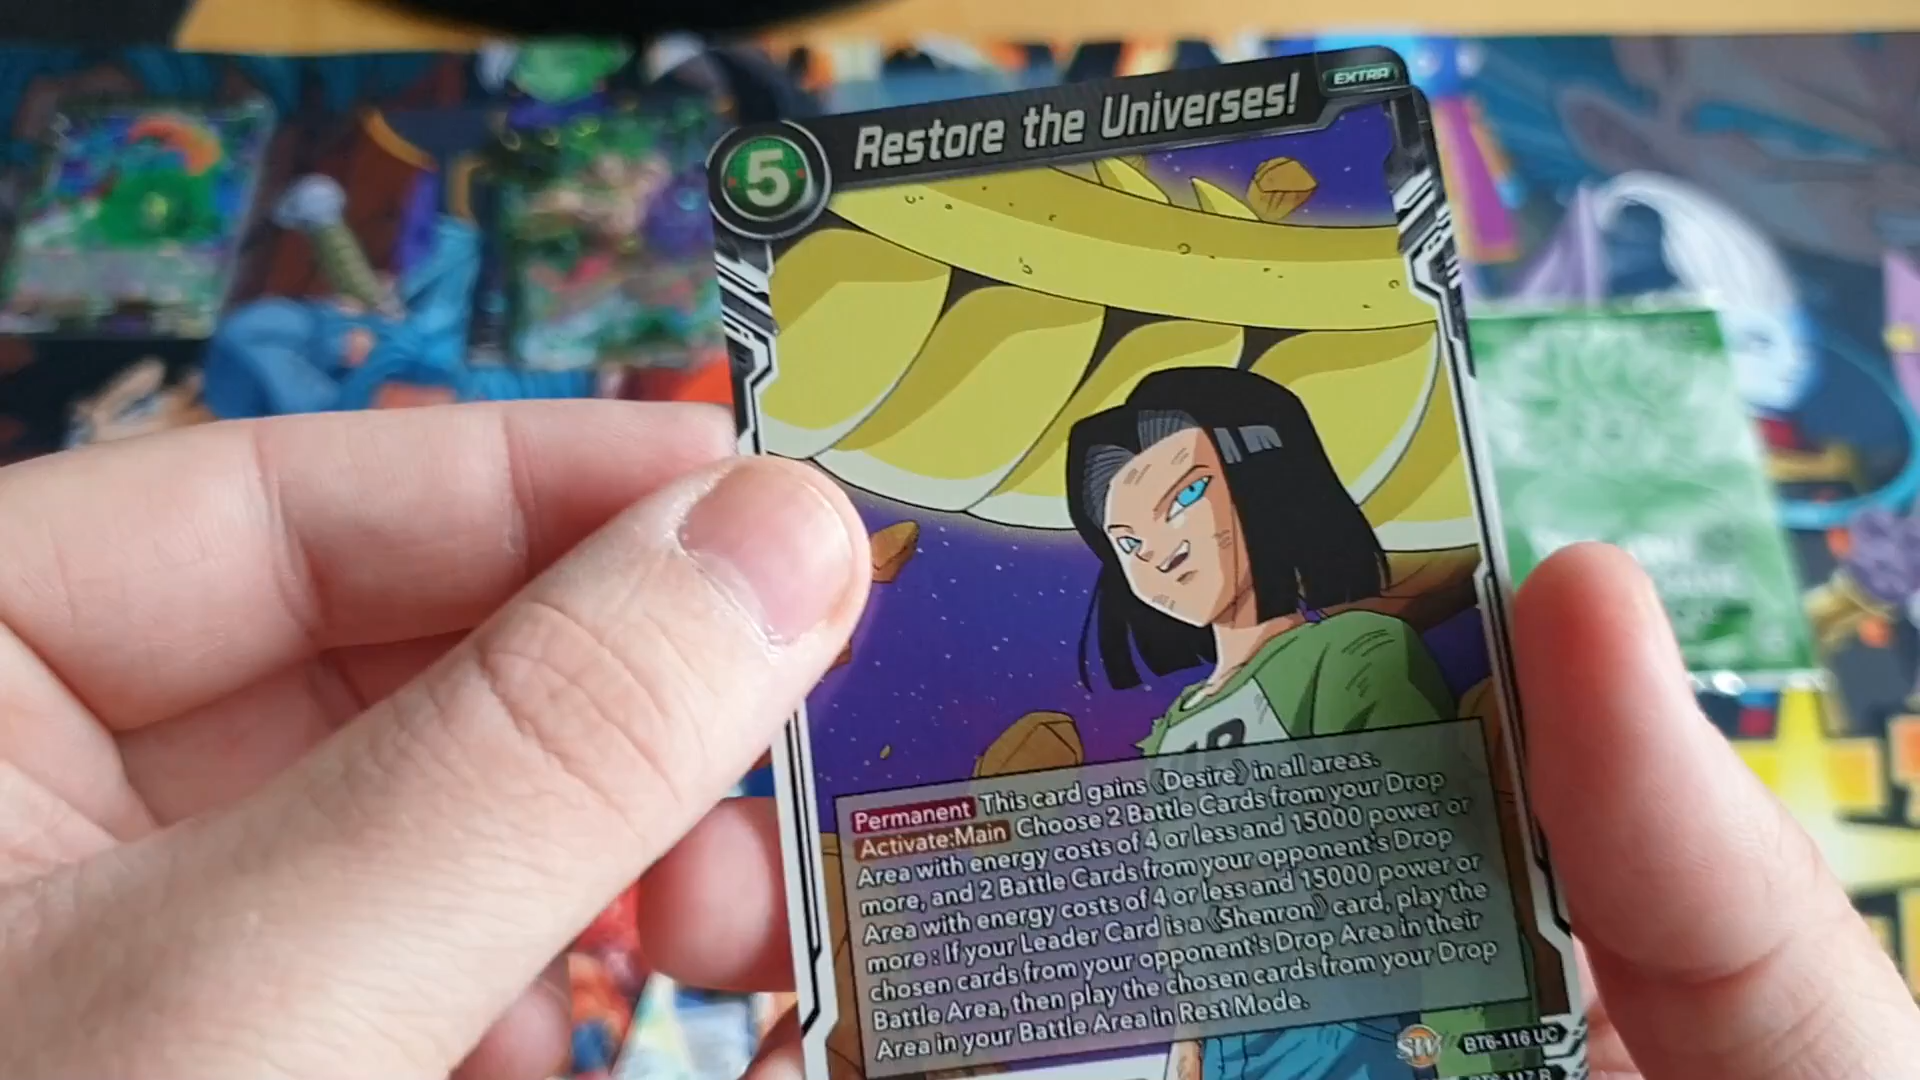 EXTRA
5 Restore the Universes!
Permanent This card gains 《Desire》 in all areas.
Activate:Main Choose 2 Battle Cards from your Drop
Area with energy costs of 4 or less and 15000 power or
more, and 2 Battle Cards from your opponent's Drop
Area with energy costs of 4 or less and 15000 power or
more : If your Leader Card is a 《Shenron》 card, play the
chosen cards from your opponent's Drop Area in their
Battle Area, then play the chosen cards from your Drop
Area in your Battle Area in Rest Mode.
SW BT6-116 UC
BT6-117 R